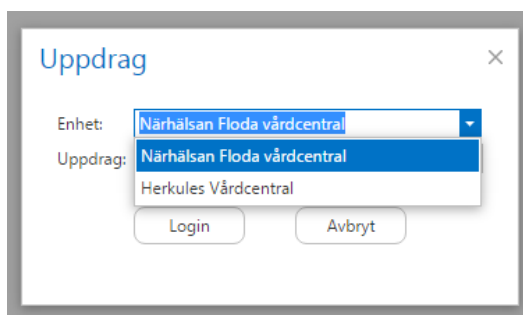 Uppdrag
Enhet: Närhälsan Floda vårdcentral
Uppdrag: Närhälsan Floda vårdcentral
Herkules Vårdcentral
Login Avbryt